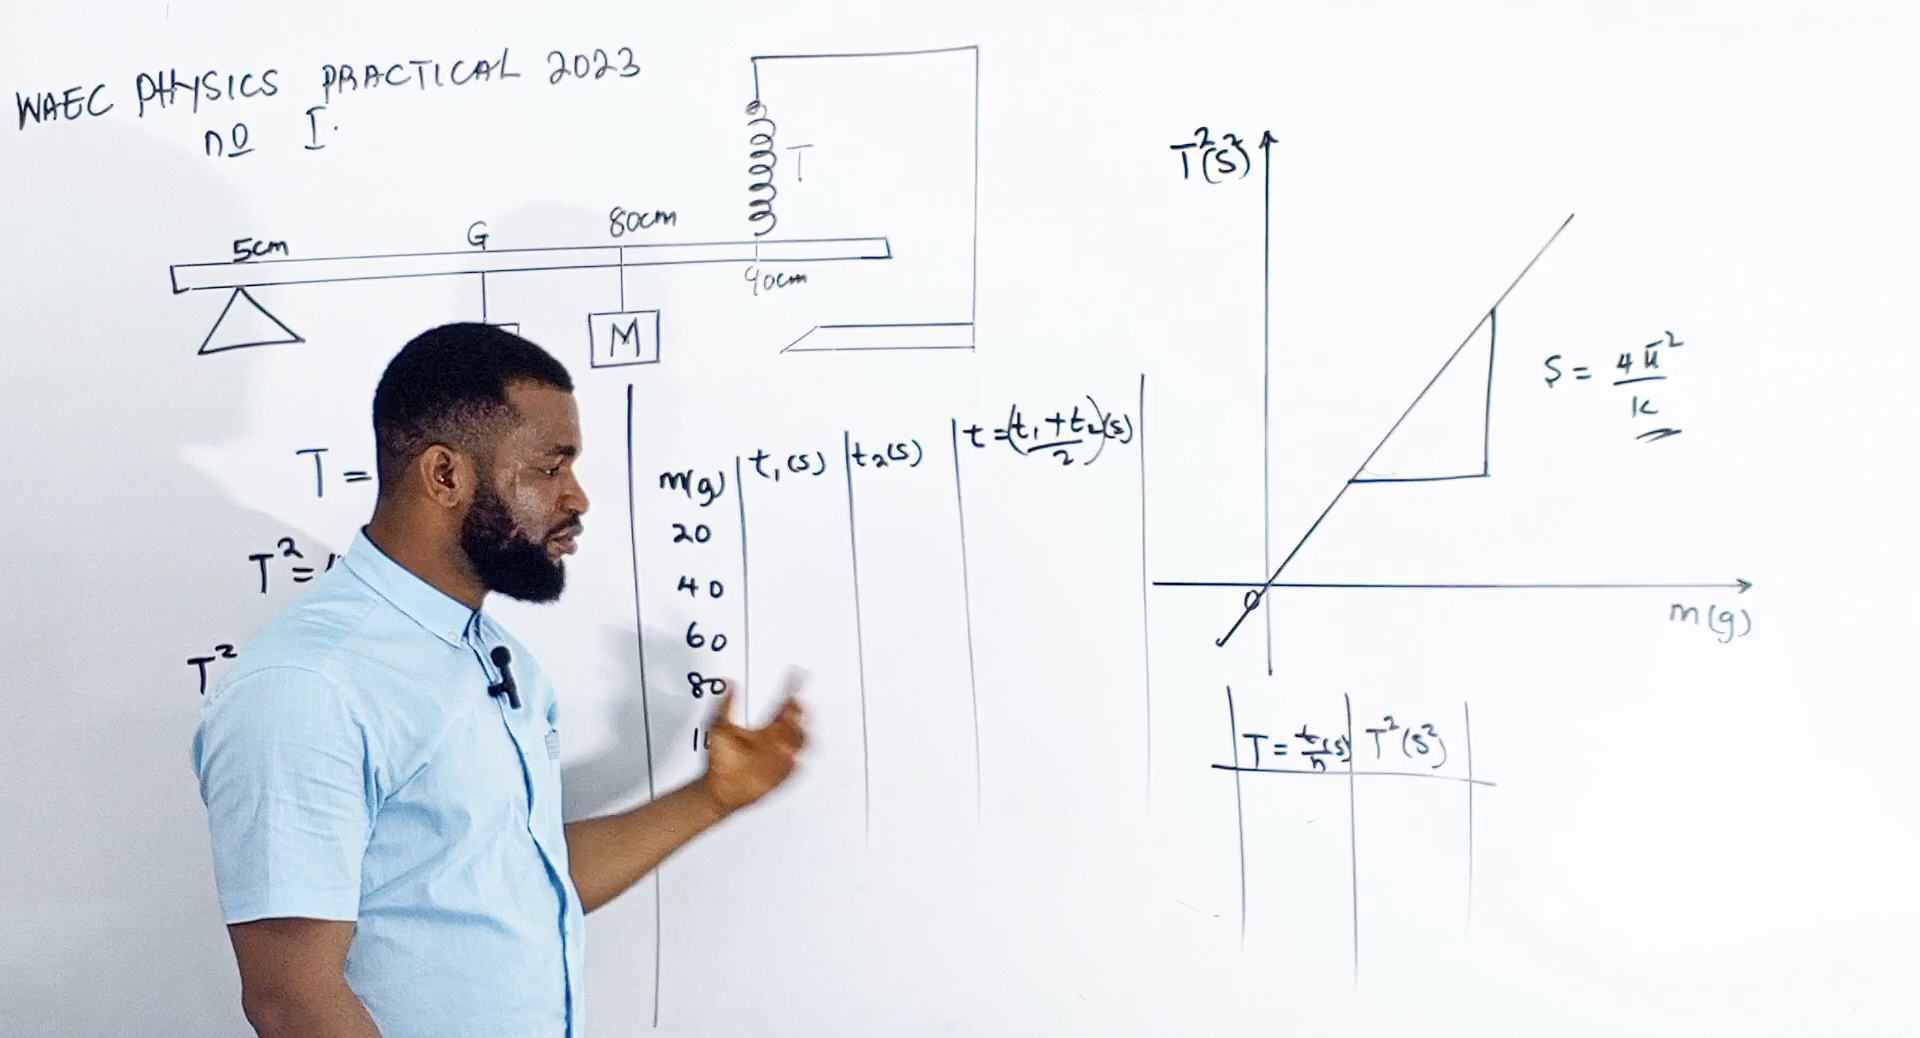 WAEC PHYSICS PRACTICAL 2023
no I.
T
5cm
G
80cm
90cm
M
T =
T² =
T²
m(g)
t₁(s)
t₂(s)
t = (t₁ + t₂ / 2)(s)
20
40
60
80
T²(s²)
S = 4π² / k
O
m(g)
T = t/n (s)
T²(s²)